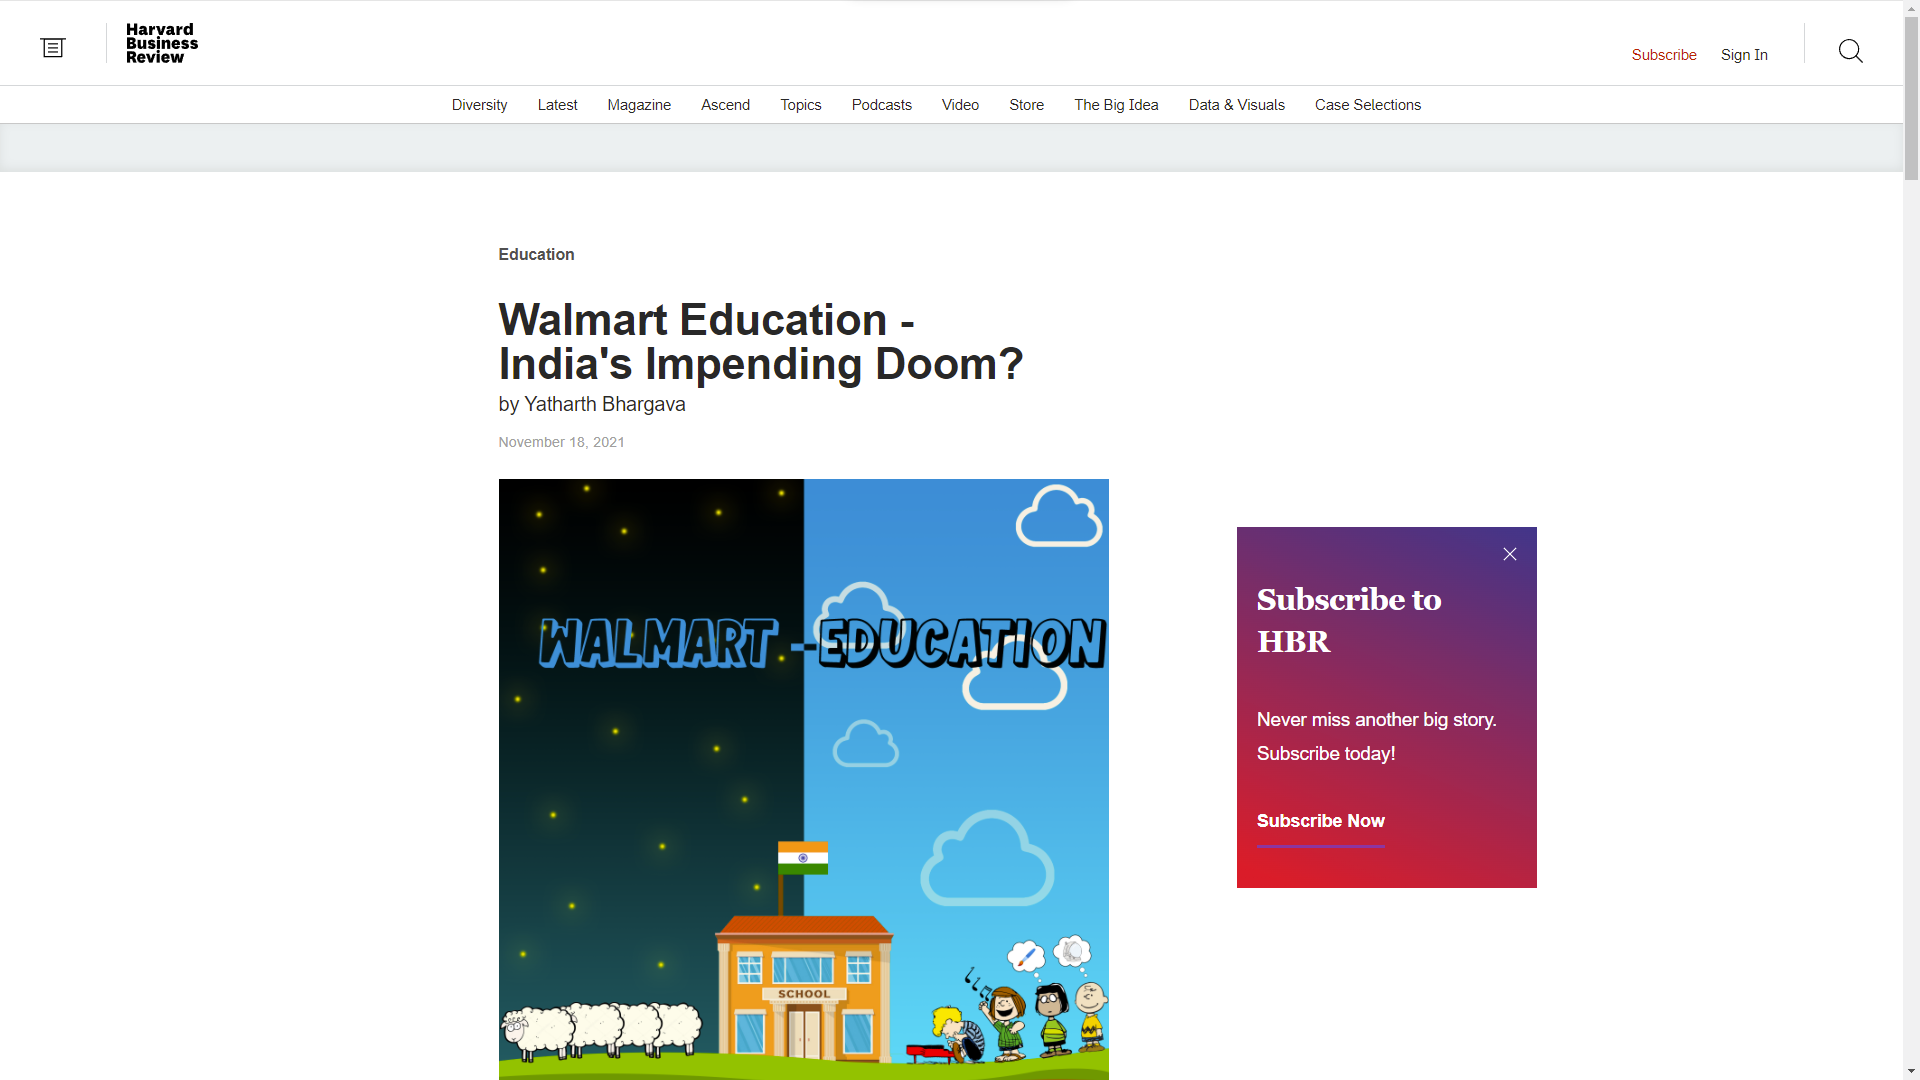 Harvard
Business
Review
Subscribe Sign In
Diversity Latest Magazine Ascend Topics Podcasts Video Store The Big Idea Data & Visuals Case Selections
Education
Walmart Education -
India's Impending Doom?
by Yatharth Bhargava
November 18, 2021
WALMART - EDUCATION
SCHOOL
Subscribe to
HBR
Never miss another big story.
Subscribe today!
Subscribe Now